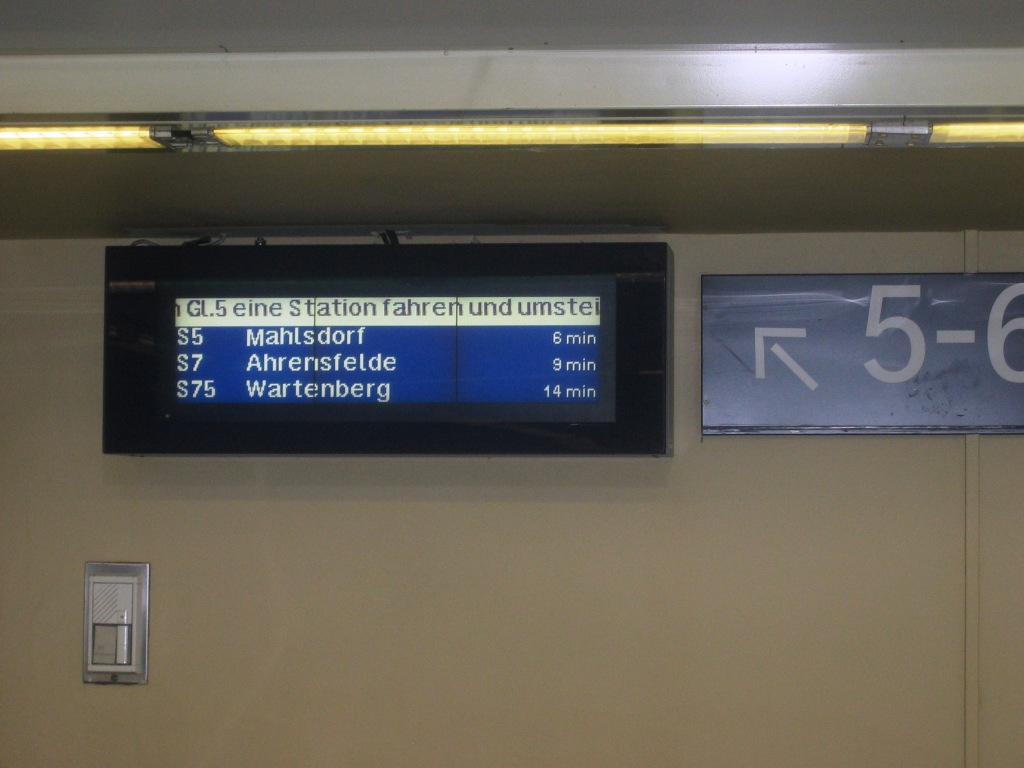 Gl.5 eine Station fahren und umstei
S5 Mahlsdorf 6 min
S7 Ahrensfelde 9 min
S75 Wartenberg 14 min
5-6